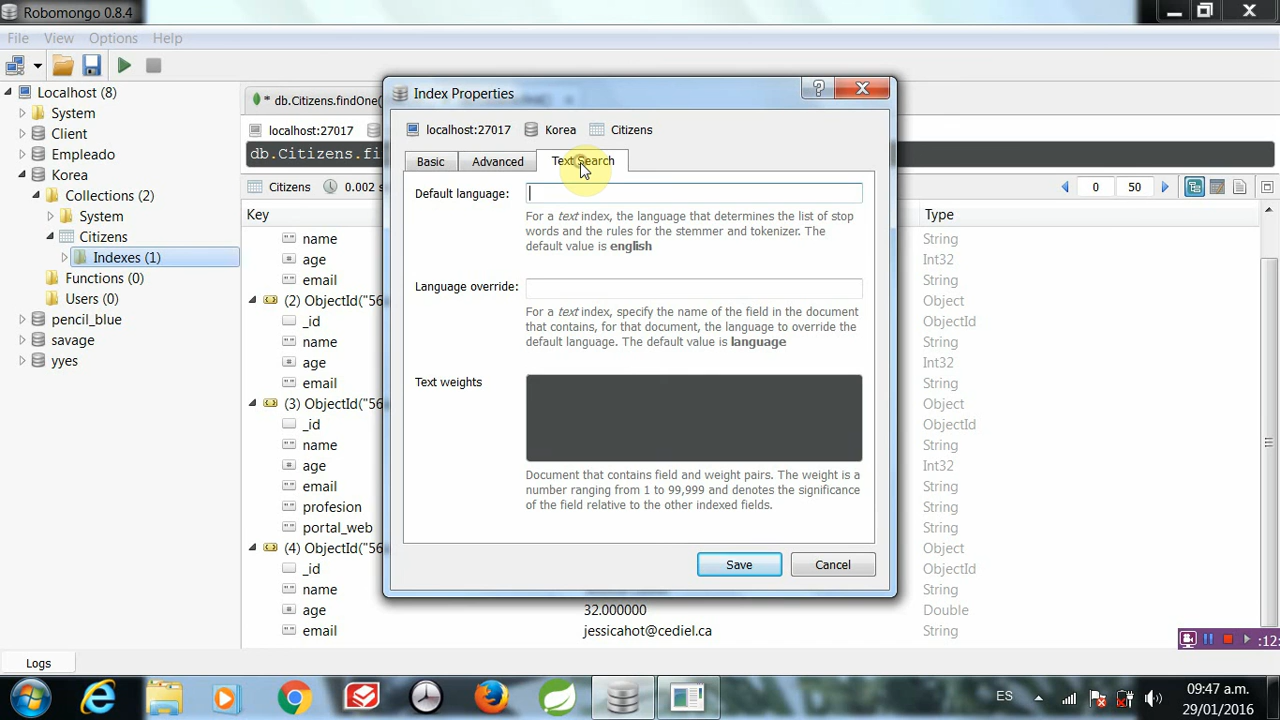 Robomongo 0.8.4
File View Options Help
Localhost (8)
System
Client
Empleado
Korea
Collections (2)
System
Citizens
Indexes (1)
Functions (0)
Users (0)
pencil_blue
savage
yyes
* db.Citizens.findOne(
localhost:27017
db.Citizens.fi
Citizens 0.002 s
0 50
Key
Type
name String
age Int32
email String
(2) ObjectId("56 Object
_id ObjectId
name String
age Int32
email String
(3) ObjectId("56 Object
_id ObjectId
name String
age Int32
email String
profesion String
portal_web String
(4) ObjectId("56 Object
_id ObjectId
name String
age 32.000000 Double
email jessicahot@cediel.ca String
Index Properties
localhost:27017 Korea Citizens
Basic Advanced Text Search
Default language:
For a text index, the language that determines the list of stop
words and the rules for the stemmer and tokenizer. The
default value is english
Language override:
For a text index, specify the name of the field in the document
that contains, for that document, the language to override the
default language. The default value is language
Text weights
Document that contains field and weight pairs. The weight is a
number ranging from 1 to 99,999 and denotes the significance
of the field relative to the other indexed fields.
Save Cancel
Logs
:12:
ES
09:47 a.m.
29/01/2016